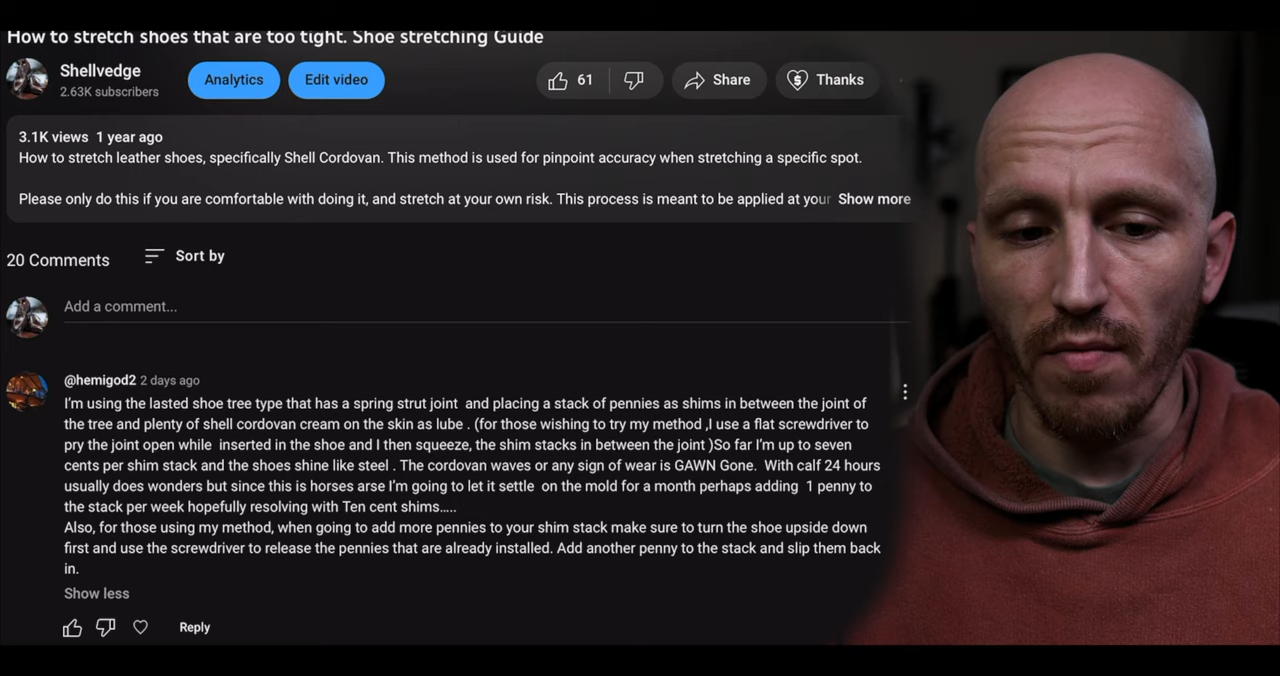 How to stretch shoes that are too tight. Shoe stretching Guide
Shellvedge
2.63K subscribers
Analytics
Edit video
61
Share
Thanks
3.1K views 1 year ago
How to stretch leather shoes, specifically Shell Cordovan. This method is used for pinpoint accuracy when stretching a specific spot.
Please only do this if you are comfortable with doing it, and stretch at your own risk. This process is meant to be applied at your Show more
20 Comments
Sort by
Add a comment...
@hemigod2 2 days ago
I'm using the lasted shoe tree type that has a spring strut joint and placing a stack of pennies as shims in between the joint of
the tree and plenty of shell cordovan cream on the skin as lube . (for those wishing to try my method ,I use a flat screwdriver to
pry the joint open while inserted in the shoe and I then squeeze, the shim stacks in between the joint )So far I'm up to seven
cents per shim stack and the shoes shine like steel . The cordovan waves or any sign of wear is GAWN Gone. With calf 24 hours
usually does wonders but since this is horses arse I'm going to let it settle on the mold for a month perhaps adding 1 penny to
the stack per week hopefully resolving with Ten cent shims.....
Also, for those using my method, when going to add more pennies to your shim stack make sure to turn the shoe upside down
first and use the screwdriver to release the pennies that are already installed. Add another penny to the stack and slip them back
in.
Show less
Reply